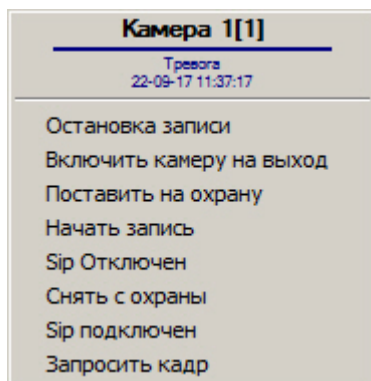 Камера 1[1]
Тревога
22-09-17 11:37:17
Остановка записи
Включить камеру на выход
Поставить на охрану
Начать запись
Sip Отключен
Снять с охраны
Sip подключен
Запросить кадр